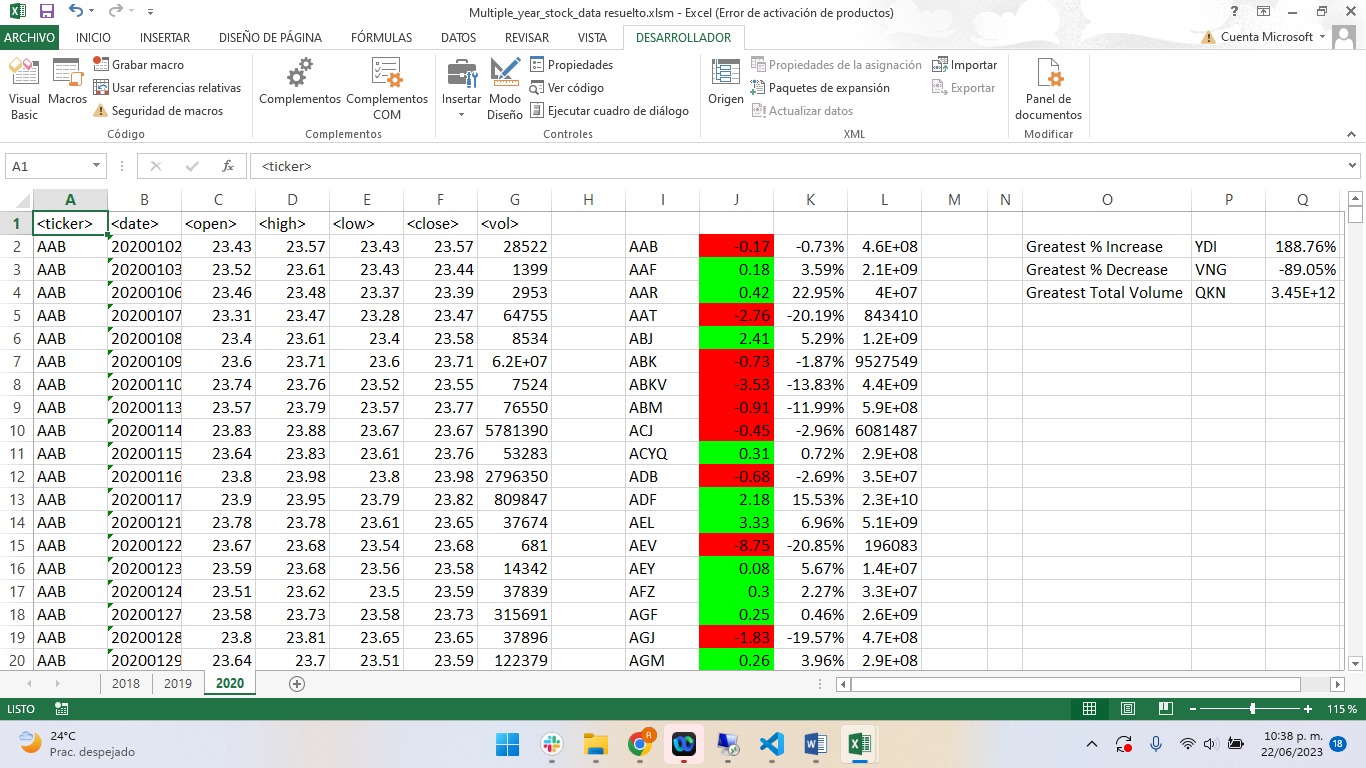 Multiple_year_stock_data resuelto.xlsm - Excel (Error de activación de productos)
ARCHIVO INICIO INSERTAR DISEÑO DE PÁGINA FÓRMULAS DATOS REVISAR VISTA DESARROLLADOR Cuenta Microsoft
Visual Basic
Macros
Grabar macro
Usar referencias relativas
Seguridad de macros
Código
Complementos
Complementos COM
Complementos
Insertar
Modo Diseño
Propiedades
Ver código
Ejecutar cuadro de diálogo
Controles
Origen
Propiedades de la asignación
Paquetes de expansión
Actualizar datos
Importar
Exportar
XML
Panel de documentos
Modificar
A1 fx <ticker>
A B C D E F G H I J K L M N O P Q
1 <ticker> <date> <open> <high> <low> <close> <vol>
2 AAB 20200102 23.43 23.57 23.43 23.57 28522 AAB -0.17 -0.73% 4.6E+08 Greatest % Increase YDI 188.76%
3 AAB 20200103 23.52 23.61 23.43 23.44 1399 AAF 0.18 3.59% 2.1E+09 Greatest % Decrease VNG -89.05%
4 AAB 20200106 23.46 23.48 23.37 23.39 2953 AAR 0.42 22.95% 4E+07 Greatest Total Volume QKN 3.45E+12
5 AAB 20200107 23.31 23.47 23.28 23.47 64755 AAT -2.76 -20.19% 843410
6 AAB 20200108 23.4 23.61 23.4 23.58 8534 ABJ 2.41 5.29% 1.2E+09
7 AAB 20200109 23.6 23.71 23.6 23.71 6.2E+07 ABK -0.73 -1.87% 9527549
8 AAB 20200110 23.74 23.76 23.52 23.55 7524 ABKV -3.53 -13.83% 4.4E+09
9 AAB 20200113 23.57 23.79 23.57 23.77 76550 ABM -0.91 -11.99% 5.9E+08
10 AAB 20200114 23.83 23.88 23.67 23.67 5781390 ACJ -0.45 -2.96% 6081487
11 AAB 20200115 23.64 23.83 23.61 23.76 53283 ACYQ 0.31 0.72% 2.9E+08
12 AAB 20200116 23.8 23.98 23.8 23.98 2796350 ADB -0.68 -2.69% 3.5E+07
13 AAB 20200117 23.9 23.95 23.79 23.82 809847 ADF 2.18 15.53% 2.3E+10
14 AAB 20200121 23.78 23.78 23.61 23.65 37674 AEL 3.33 6.96% 5.1E+09
15 AAB 20200122 23.67 23.68 23.54 23.68 681 AEV -8.75 -20.85% 196083
16 AAB 20200123 23.59 23.68 23.56 23.58 14342 AEY 0.08 5.67% 1.4E+07
17 AAB 20200124 23.51 23.62 23.5 23.59 37839 AFZ 0.3 2.27% 3.3E+07
18 AAB 20200127 23.58 23.73 23.58 23.73 315691 AGF 0.25 0.46% 2.6E+09
19 AAB 20200128 23.8 23.81 23.65 23.65 37896 AGJ -1.83 -19.57% 4.7E+08
20 AAB 20200129 23.64 23.7 23.51 23.59 122379 AGM 0.26 3.96% 2.9E+08
2018 2019 2020
LISTO 115 %
24°C
Prac. despejado
10:38 p. m.
22/06/2023
18